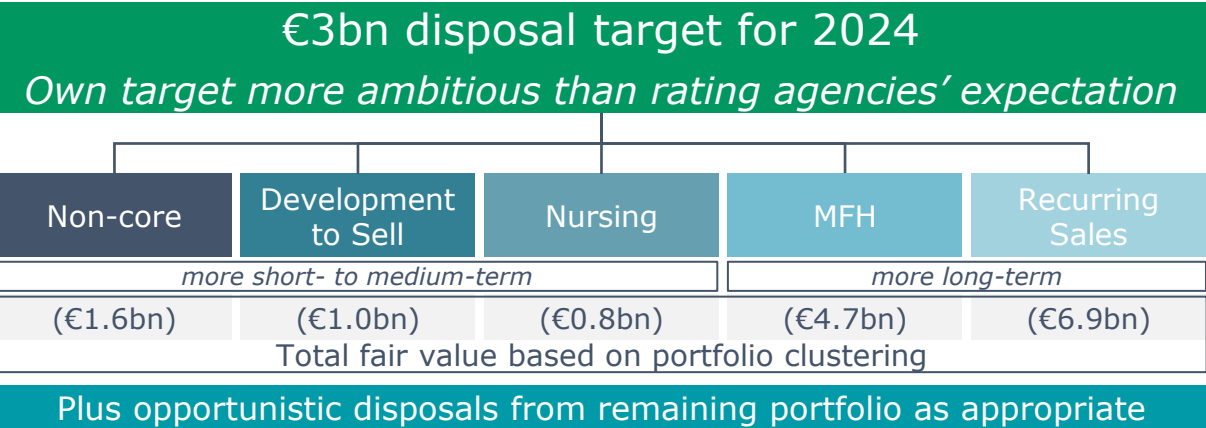 €3bn disposal target for 2024
Own target more ambitious than rating agencies’ expectation
Non-core
Development
to Sell
Nursing
MFH
Recurring
Sales
more short- to medium-term
more long-term
(€1.6bn)
(€1.0bn)
(€0.8bn)
(€4.7bn)
(€6.9bn)
Total fair value based on portfolio clustering
Plus opportunistic disposals from remaining portfolio as appropriate